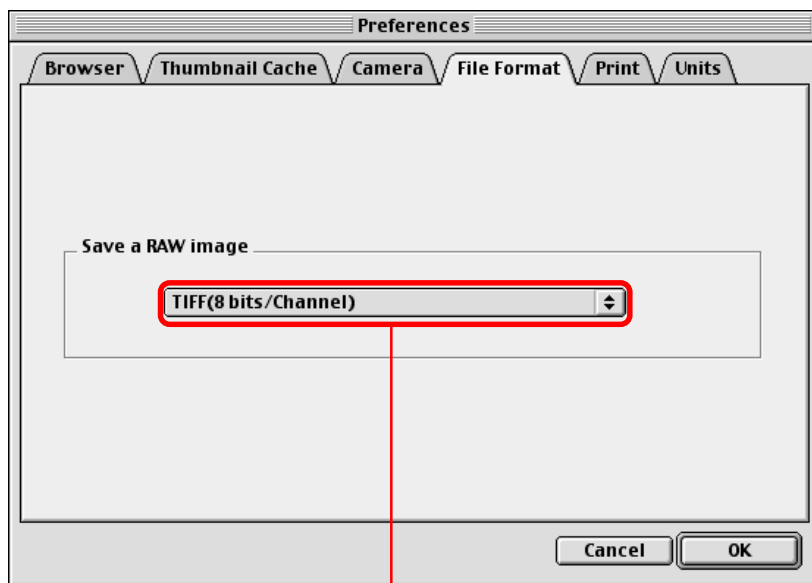 Preferences
Browser Thumbnail Cache Camera File Format Print Units
Save a RAW image
TIFF(8 bits/Channel)
Cancel OK